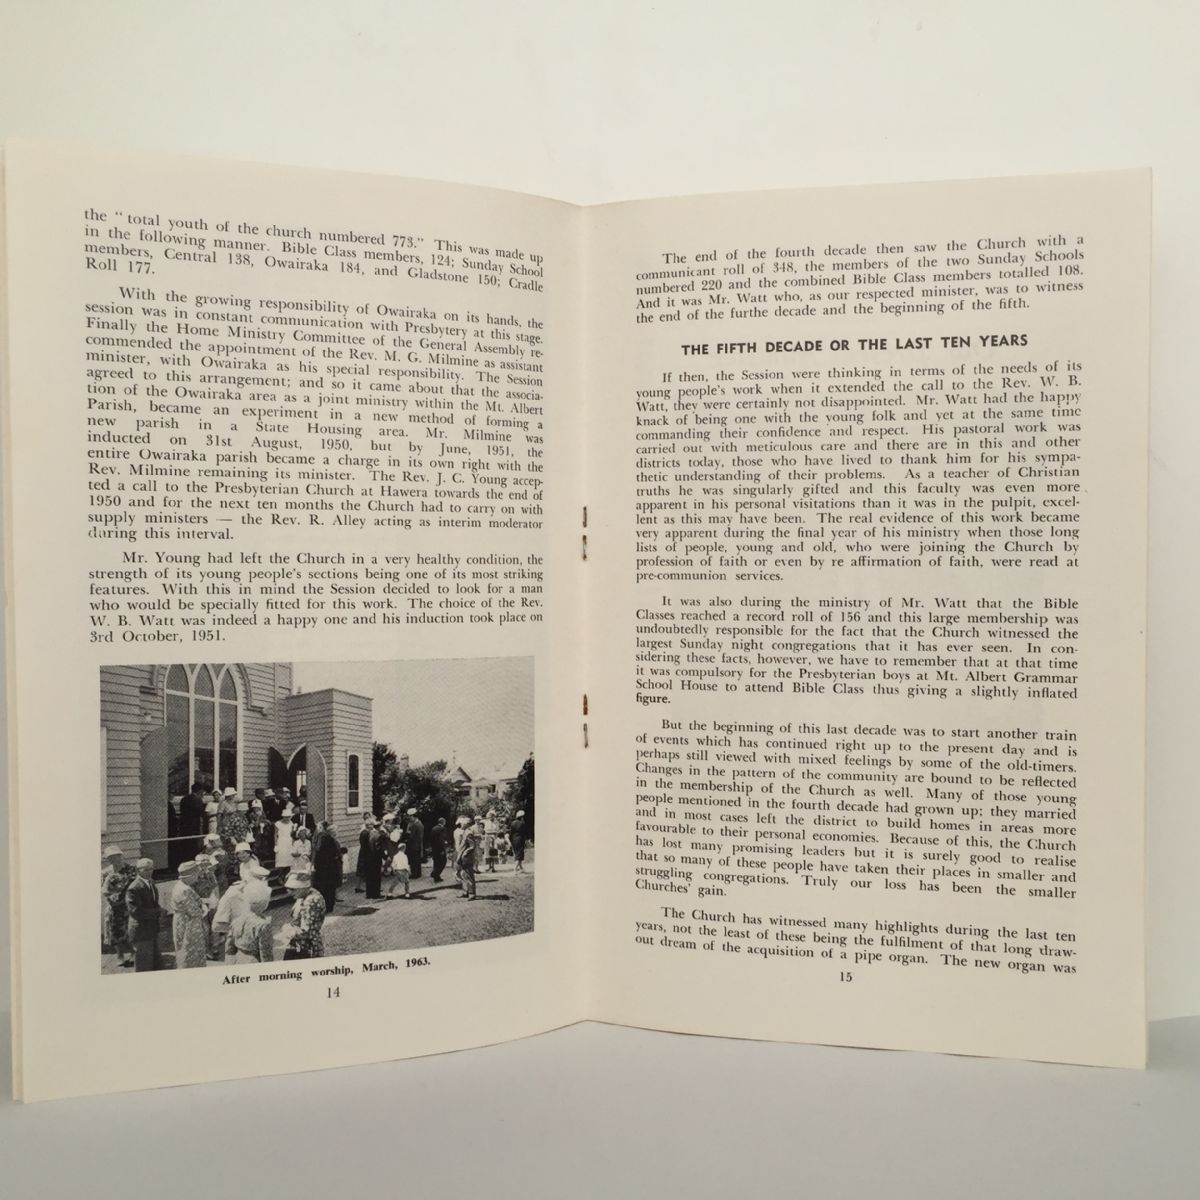 the " total youth of the church numbered 773." This was made up
in the following manner. Bible Class members, 124; Sunday School
members, Central 138, Owairaka 184, and Gladstone 150; Cradle
Roll 177.
With the growing responsibility of Owairaka on its hands, the
session was in constant communication with Presbytery at this stage.
Finally the Home Ministry Committee of the General Assembly re-
commended the appointment of the Rev. M. G. Milmine as assistant
minister, with Owairaka as his special responsibility. The Session
agreed to this arrangement; and so it came about that the associa-
tion of the Owairaka area as a joint ministry within the Mt. Albert
Parish, became an experiment in a new method of forming a
new parish in a State Housing area. Mr. Milmine was
inducted on 31st August, 1950, but by June, 1951, the
entire Owairaka parish became a charge in its own right with the
Rev. Milmine remaining its minister. The Rev. J. C. Young accep-
ted a call to the Presbyterian Church at Hawera towards the end of
1950 and for the next ten months the Church had to carry on with
supply ministers — the Rev. R. Alley acting as interim moderator
during this interval.
Mr. Young had left the Church in a very healthy condition, the
strength of its young people's sections being one of its most striking
features. With this in mind the Session decided to look for a man
who would be specially fitted for this work. The choice of the Rev.
W. B. Watt was indeed a happy one and his induction took place on
3rd October, 1951.
After morning worship, March, 1963.
14
The end of the fourth decade then saw the Church with a
communicant roll of 348, the members of the two Sunday Schools
numbered 220 and the combined Bible Class members totalled 108.
And it was Mr. Watt who, as our respected minister, was to witness
the end of the furthe decade and the beginning of the fifth.
THE FIFTH DECADE OR THE LAST TEN YEARS
If then, the Session were thinking in terms of the needs of its
young people's work when it extended the call to the Rev. W. B.
Watt, they were certainly not disappointed. Mr. Watt had the happy
knack of being one with the young folk and yet at the same time
commanding their confidence and respect. His pastoral work was
carried out with meticulous care and there are in this and other
districts today, those who have lived to thank him for his sympa-
thetic understanding of their problems. As a teacher of Christian
truths he was singularly gifted and this faculty was even more
apparent in his personal visitations than it was in the pulpit, excel-
lent as this may have been. The real evidence of this work became
very apparent during the final year of his ministry when those long
lists of people, young and old, who were joining the Church by
profession of faith or even by re affirmation of faith, were read at
pre-communion services.
It was also during the ministry of Mr. Watt that the Bible
Classes reached a record roll of 156 and this large membership was
undoubtedly responsible for the fact that the Church witnessed the
largest Sunday night congregations that it has ever seen. In con-
sidering these facts, however, we have to remember that at that time
it was compulsory for the Presbyterian boys at Mt. Albert Grammar
School House to attend Bible Class thus giving a slightly inflated
figure.
But the beginning of this last decade was to start another train
of events which has continued right up to the present day and is
perhaps still viewed with mixed feelings by some of the old-timers.
Changes in the pattern of the community are bound to be reflected
in the membership of the Church as well. Many of those young
people mentioned in the fourth decade had grown up; they married
and in most cases left the district to build homes in areas more
favourable to their personal economies. Because of this, the Church
has lost many promising leaders but it is surely good to realise
that so many of these people have taken their places in smaller and
struggling congregations. Truly our loss has been the smaller
Churches' gain.
The Church has witnessed many highlights during the last ten
years, not the least of these being the fulfilment of that long draw-
out dream of the acquisition of a pipe organ. The new organ was
15